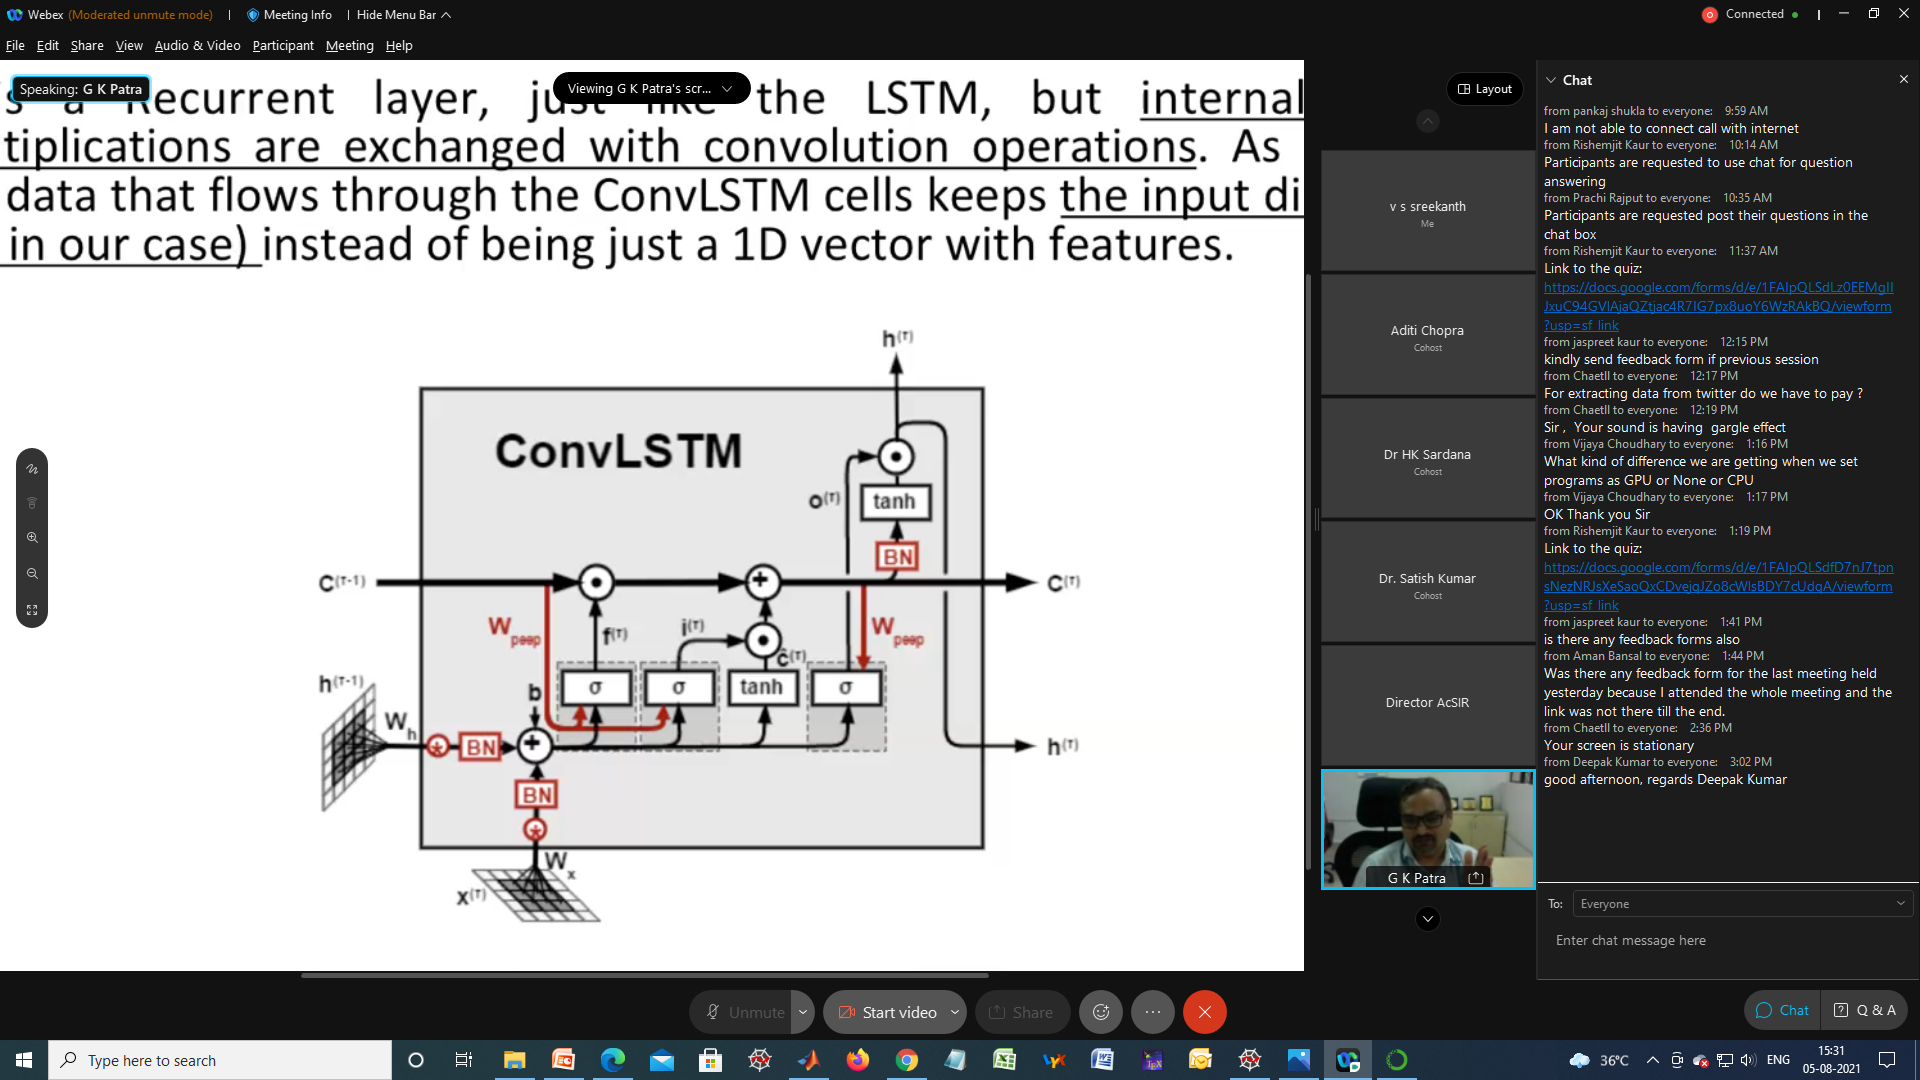 Webex (Moderated unmute mode) | Meeting Info | Hide Menu Bar
Connected
File Edit Share View Audio & Video Participant Meeting Help
Speaking: G K Patra
Viewing G K Patra's scr...
Recurrent layer, just like the LSTM, but internal
tiplications are exchanged with convolution operations. As
data that flows through the ConvLSTM cells keeps the input di
in our case) instead of being just a 1D vector with features.
h(T)
ConvLSTM
o(T)
tanh
BN
C(T-1)
C(T)
W peep
f(T)
i(T)
W peep
ĉ(T)
h(T-1)
b
σ
σ
tanh
σ
W h
BN
h(T)
BN
W x
x(T)
Layout
v s sreekanth
Me
Aditi Chopra
Cohost
Dr HK Sardana
Cohost
Dr. Satish Kumar
Cohost
Director AcSIR
G K Patra
Chat
from pankaj shukla to everyone: 9:59 AM
I am not able to connect call with internet
from Rishemjit Kaur to everyone: 10:14 AM
Participants are requested to use chat for question
answering
from Prachi Rajput to everyone: 10:35 AM
Participants are requested post their questions in the
chat box
from Rishemjit Kaur to everyone: 11:37 AM
Link to the quiz:
https://docs.google.com/forms/d/e/1FAIpQLSdLz0EEMgII
JxuC94GVlAjaQZtjac4R7IG7px8uoY6WzRAkBQ/viewform
?usp=sf_link
from jaspreet kaur to everyone: 12:15 PM
kindly send feedback form if previous session
from Chaetll to everyone: 12:17 PM
For extracting data from twitter do we have to pay ?
from Chaetll to everyone: 12:19 PM
Sir , Your sound is having gargle effect
from Vijaya Choudhary to everyone: 1:16 PM
What kind of difference we are getting when we set
programs as GPU or None or CPU
from Vijaya Choudhary to everyone: 1:17 PM
OK Thank you Sir
from Rishemjit Kaur to everyone: 1:19 PM
Link to the quiz:
https://docs.google.com/forms/d/e/1FAIpQLSdfD7nJ7tpn
sNezNRJsXeSaoQxCDvejqJZo8cWlsBDY7cUdqA/viewform
?usp=sf_link
from jaspreet kaur to everyone: 1:41 PM
is there any feedback forms also
from Aman Bansal to everyone: 1:44 PM
Was there any feedback form for the last meeting held
yesterday because I attended the whole meeting and the
link was not there till the end.
from Chaetll to everyone: 2:36 PM
Your screen is stationary
from Deepak Kumar to everyone: 3:02 PM
good afternoon, regards Deepak Kumar
To: Everyone
Enter chat message here
Unmute
Start video
Share
Chat
Q & A
Type here to search
36°C
ENG
15:31
05-08-2021